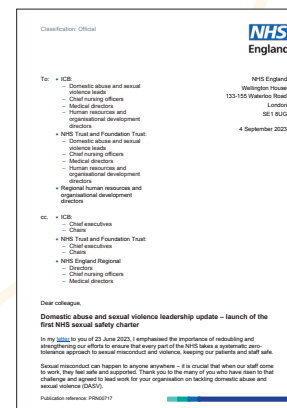 Classification: Official
NHS
England
To: • ICB:
– Domestic abuse and sexual
violence leads
– Chief nursing officers
– Medical directors
– Human resources and
organisational development
directors
• NHS Trust and Foundation Trust:
– Domestic abuse and sexual
violence leads
– Chief nursing officers
– Medical directors
– Human resources and
organisational development
directors
• Regional human resources and
organisational development
directors
cc. • ICB:
– Chief executives
– Chairs
• NHS Trust and Foundation Trust:
– Chief executives
– Chairs
• NHS England Regional
– Directors
– Chief nursing officers
– Medical directors
NHS England
Wellington House
133-155 Waterloo Road
London
SE1 8UG
4 September 2023
Dear colleague,
Domestic abuse and sexual violence leadership update – launch of the
first NHS sexual safety charter
In my letter to you of 23 June 2023, I emphasised the importance of redoubling and
strengthening our efforts to ensure that every part of the NHS takes a systematic zero-
tolerance approach to sexual misconduct and violence, keeping our patients and staff safe.
Sexual misconduct can happen to anyone anywhere – it is crucial that when our staff come
to work, they feel safe and supported. Thank you to the many of you who have risen to that
challenge and agreed to lead work for your organisation on tackling domestic abuse and
sexual violence (DASV).
Publication reference: PRN00717